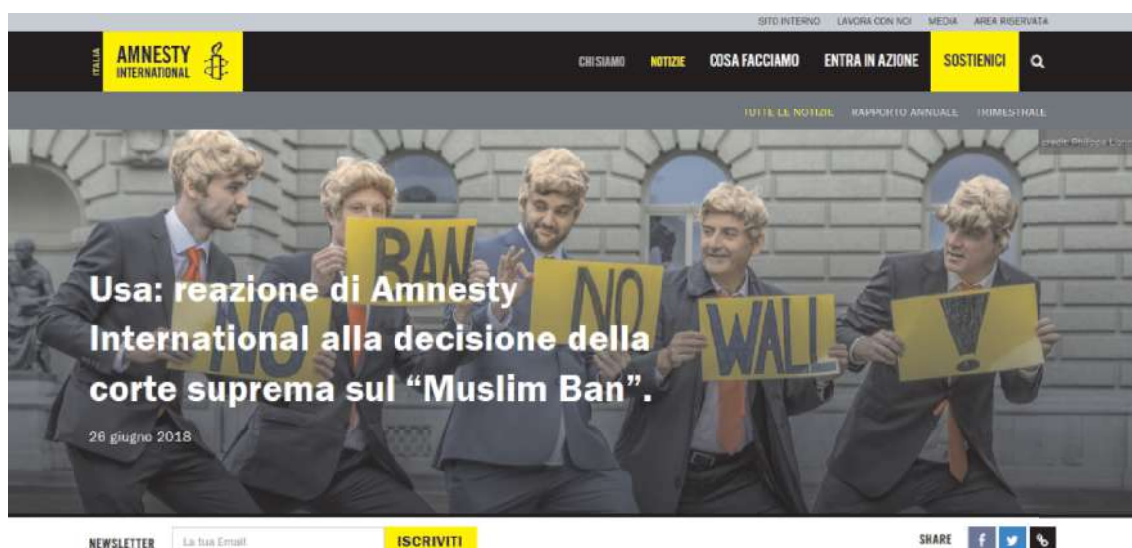 SITO INTERNO LAVORA CON NOI MEDIA AREA RISERVATA
ITALIA
AMNESTY
INTERNATIONAL
CHI SIAMO NOTIZIE COSA FACCIAMO ENTRA IN AZIONE SOSTIENICI
TUTTE LE NOTIZIE RAPPORTO ANNUALE TRIMESTRALE
credit: Philippe
NO BAN NO WALL !
Usa: reazione di Amnesty
International alla decisione della
corte suprema sul “Muslim Ban”.
26 giugno 2018
NEWSLETTER La tua Email ISCRIVITI SHARE